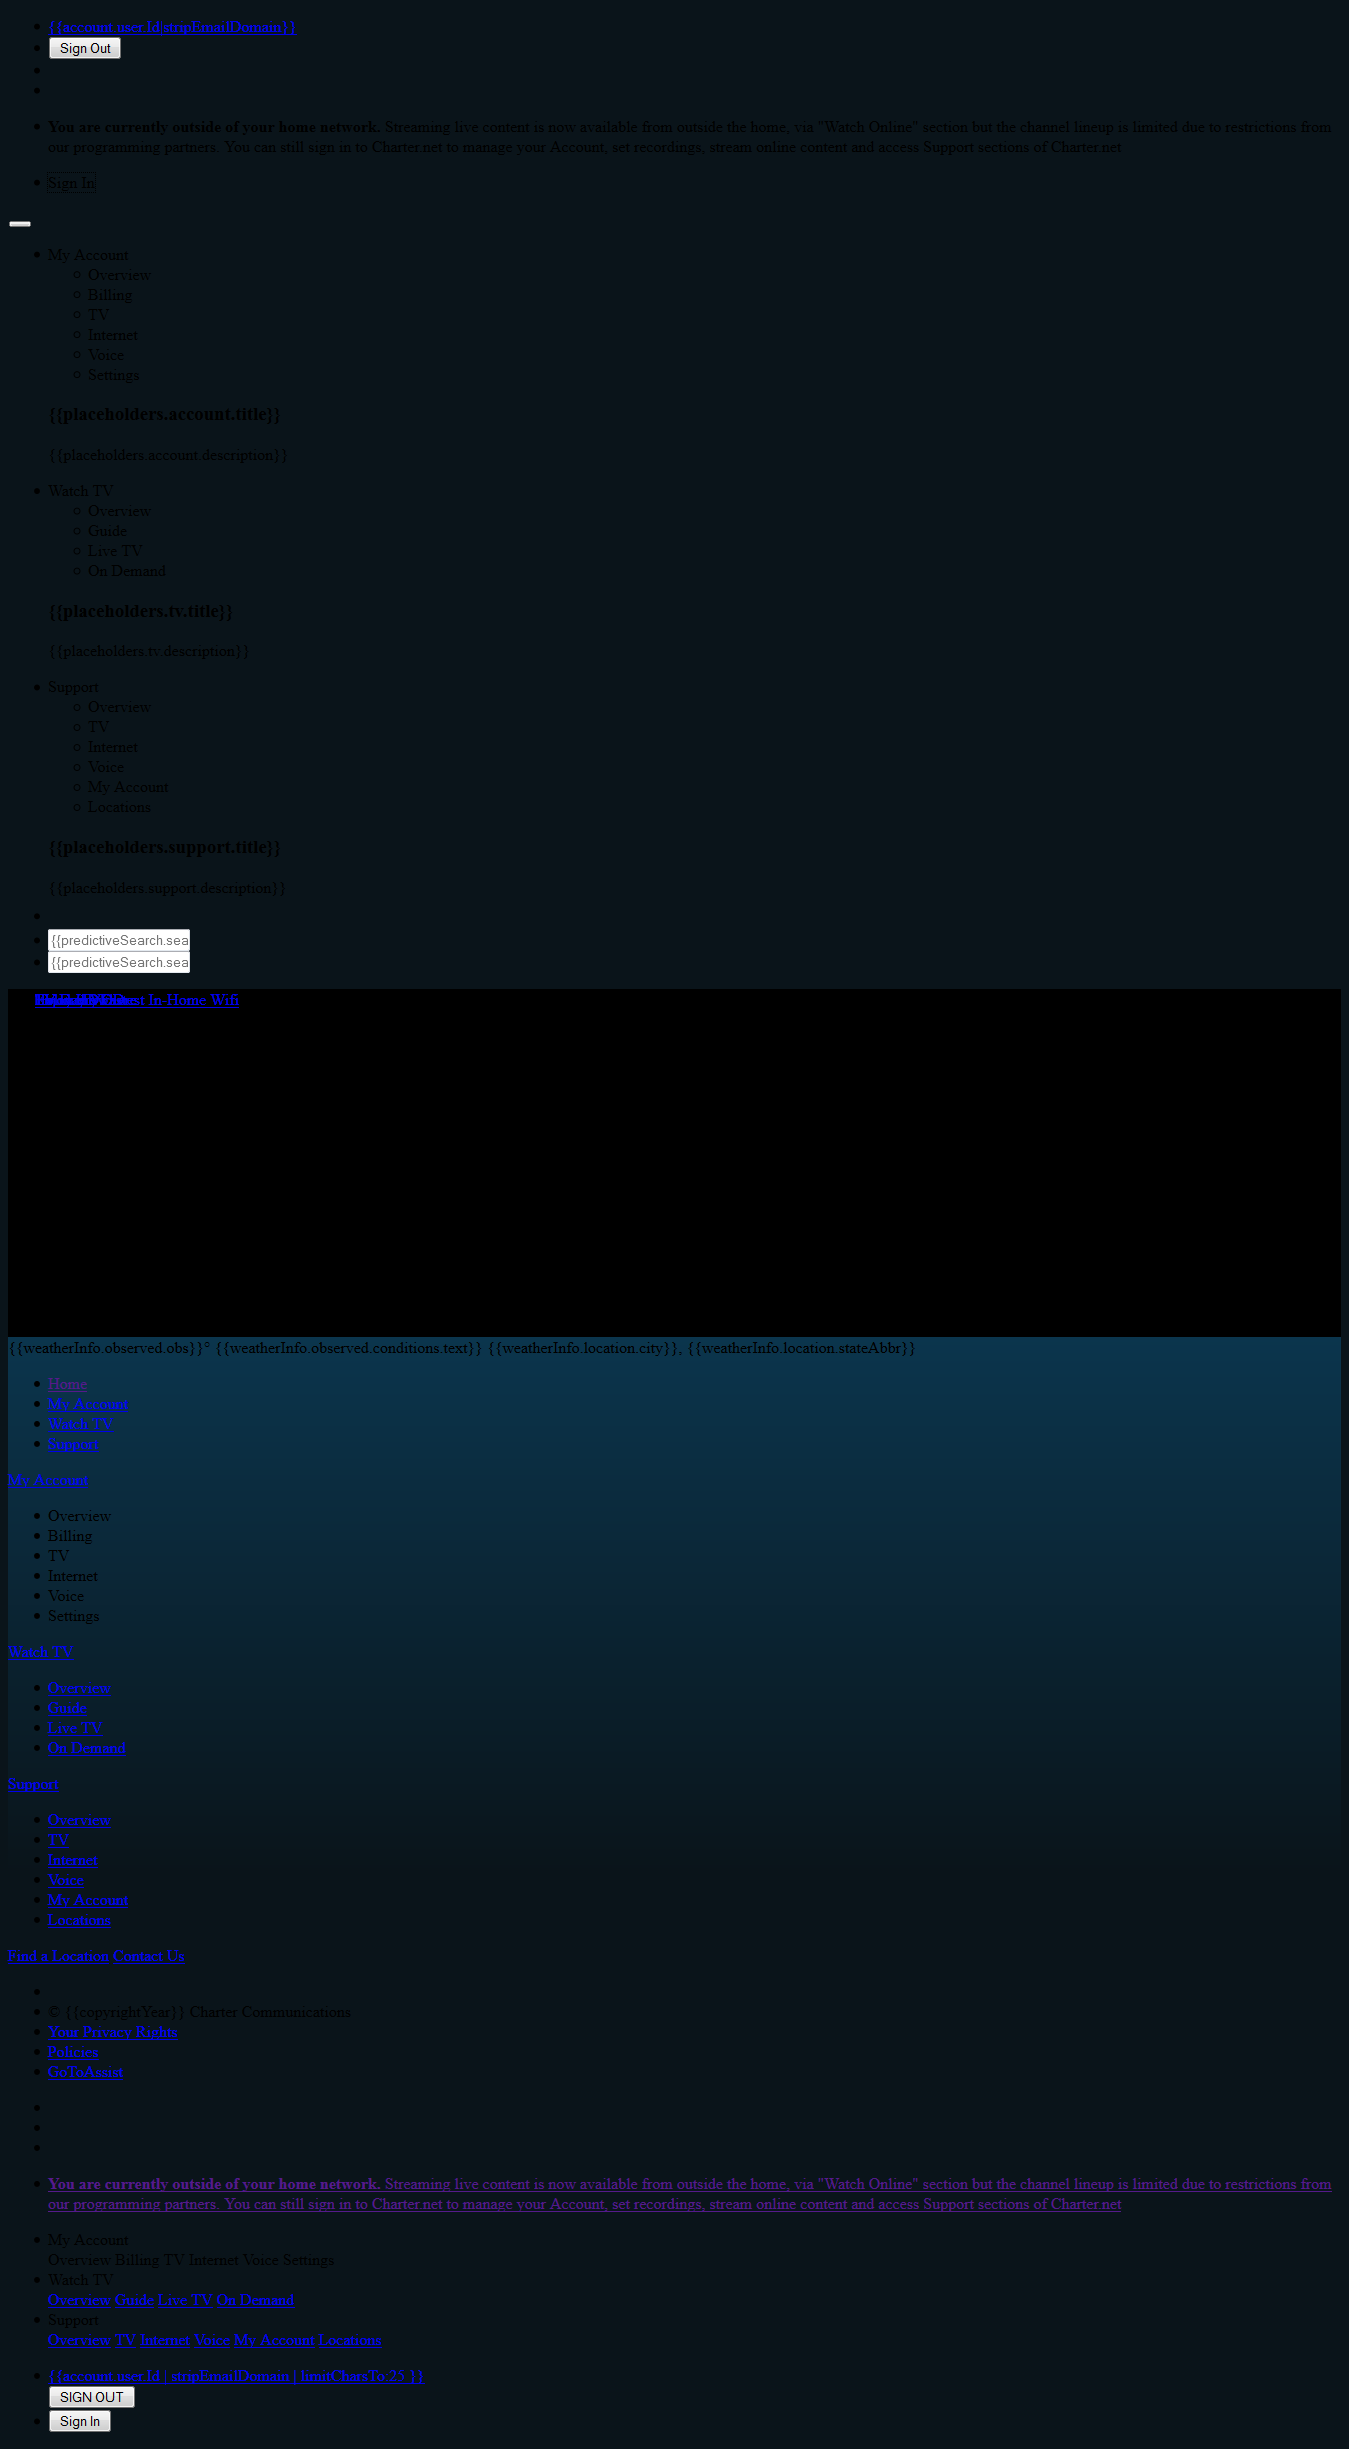 {{account.user.Id|stripEmailDomain}}
Sign Out
You are currently outside of your home network. Streaming live content is now available from outside the home, via "Watch Online" section but the channel lineup is limited due to restrictions from
our programming partners. You can still sign in to Charter.net to manage your Account, set recordings, stream online content and access Support sections of Charter.net
Sign In
My Account
Overview
Billing
TV
Internet
Voice
Settings
{{placeholders.account.title}}
{{placeholders.account.description}}
Watch TV
Overview
Guide
Live TV
On Demand
{{placeholders.tv.title}}
{{placeholders.tv.description}}
Support
Overview
TV
Internet
Voice
My Account
Locations
{{placeholders.support.title}}
{{placeholders.support.description}}
{{predictiveSearch.sea
{{predictiveSearch.sea
In-Home Wifi
{{weatherInfo.observed.obs}}° {{weatherInfo.observed.conditions.text}} {{weatherInfo.location.city}}, {{weatherInfo.location.stateAbbr}}
Home
My Account
Watch TV
Support
My Account
Overview
Billing
TV
Internet
Voice
Settings
Watch TV
Overview
Guide
Live TV
On Demand
Support
Overview
TV
Internet
Voice
My Account
Locations
Find a Location Contact Us
© {{copyrightYear}} Charter Communications
Your Privacy Rights
Policies
GoToAssist
You are currently outside of your home network. Streaming live content is now available from outside the home, via "Watch Online" section but the channel lineup is limited due to restrictions from
our programming partners. You can still sign in to Charter.net to manage your Account, set recordings, stream online content and access Support sections of Charter.net
My Account
Overview Billing TV Internet Voice Settings
Watch TV
Overview Guide Live TV On Demand
Support
Overview TV Internet Voice My Account Locations
{{account.user.Id | stripEmailDomain | limitCharsTo:25 }}
SIGN OUT
Sign In